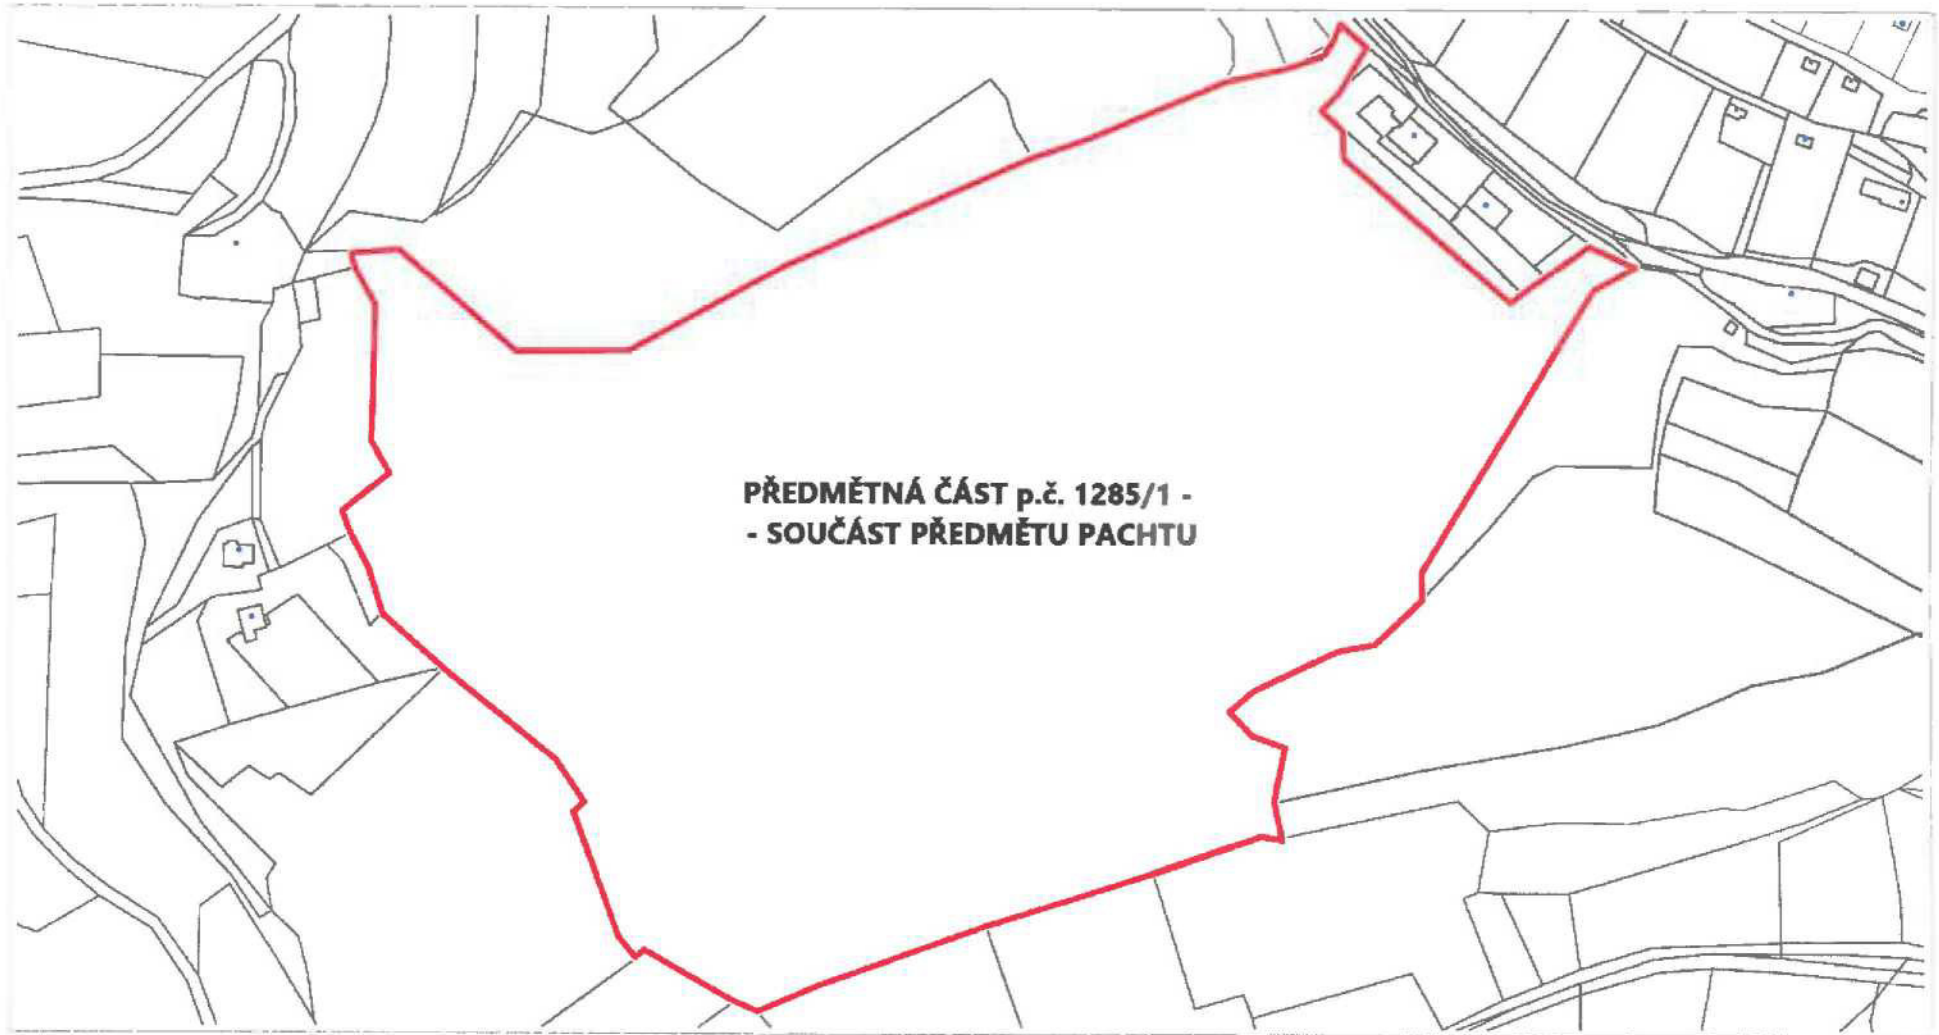 PŘEDMĚTNÁ ČÁST p.č. 1285/1 -
- SOUČÁST PŘEDMĚTU PACHTU